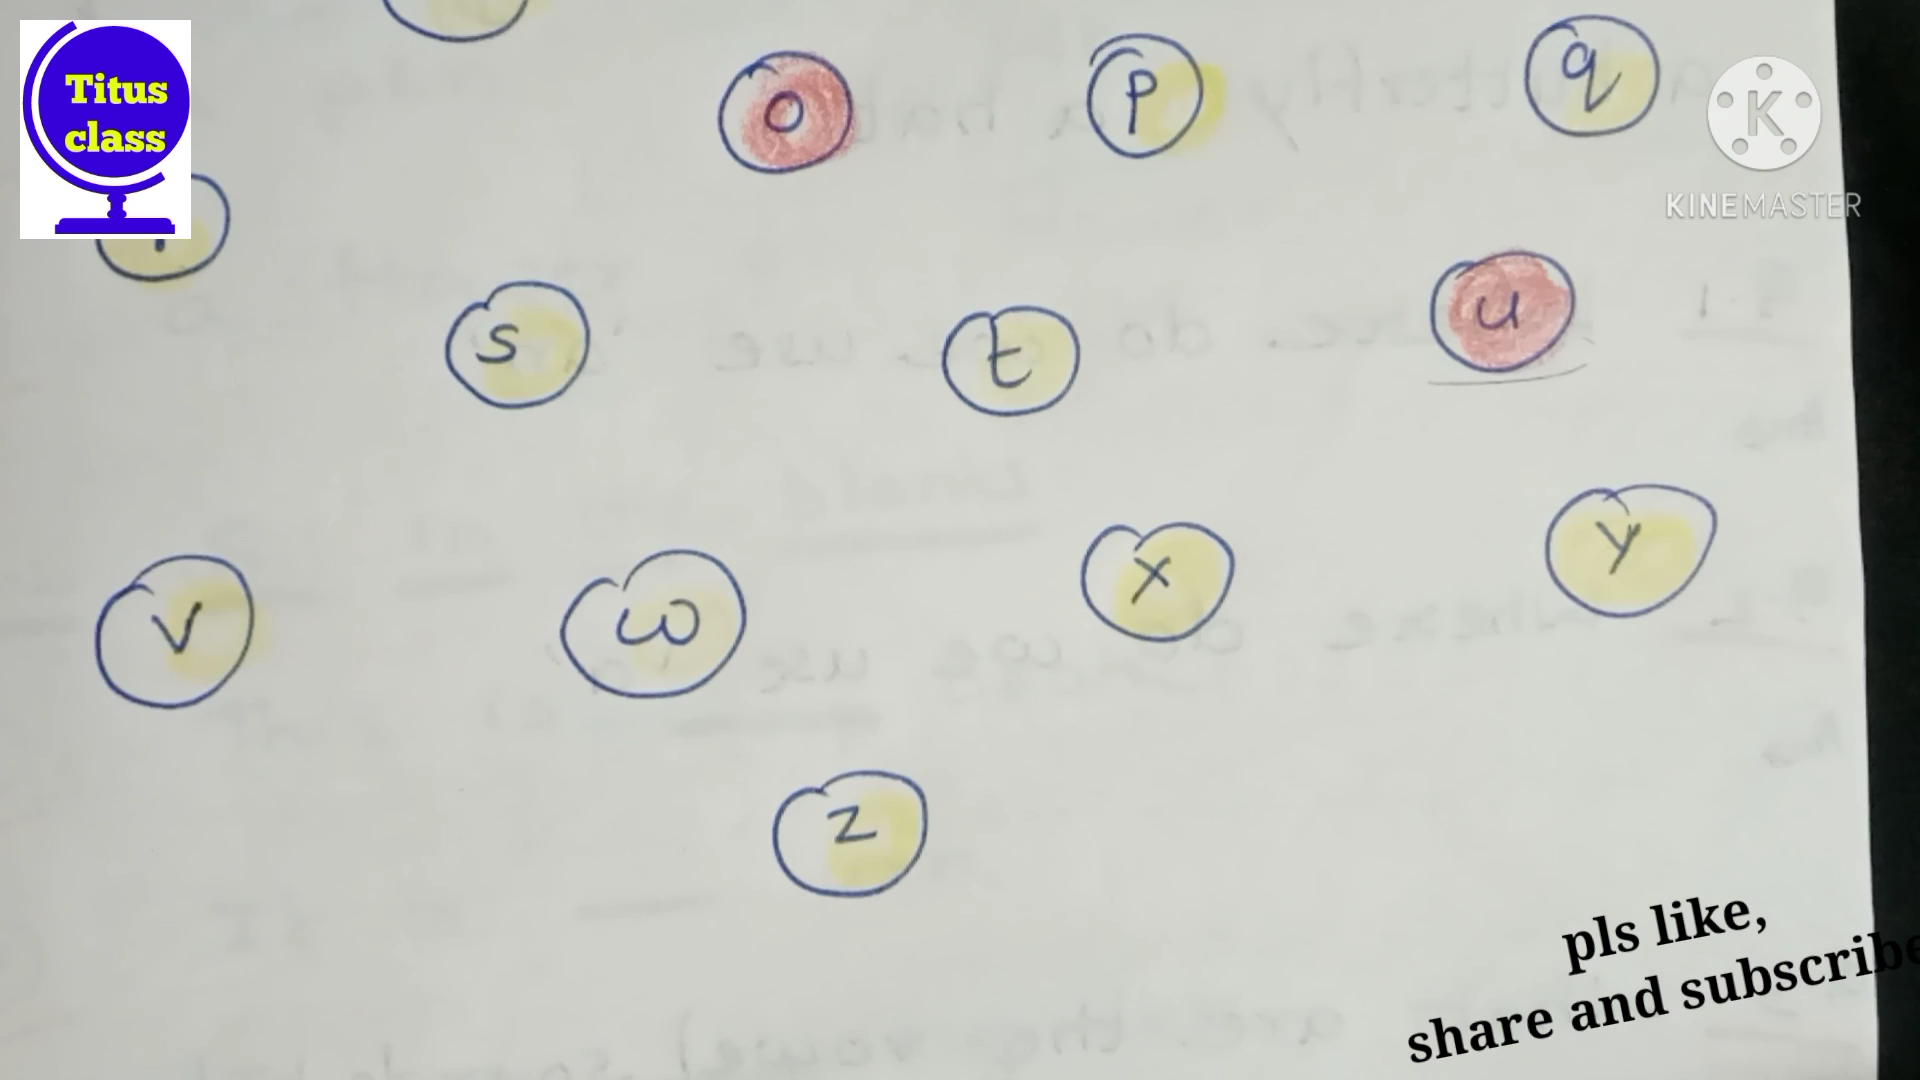 Titus
class
o p q
KINEMASTER
s t u
v w x y
z
pls like,
share and subscribe